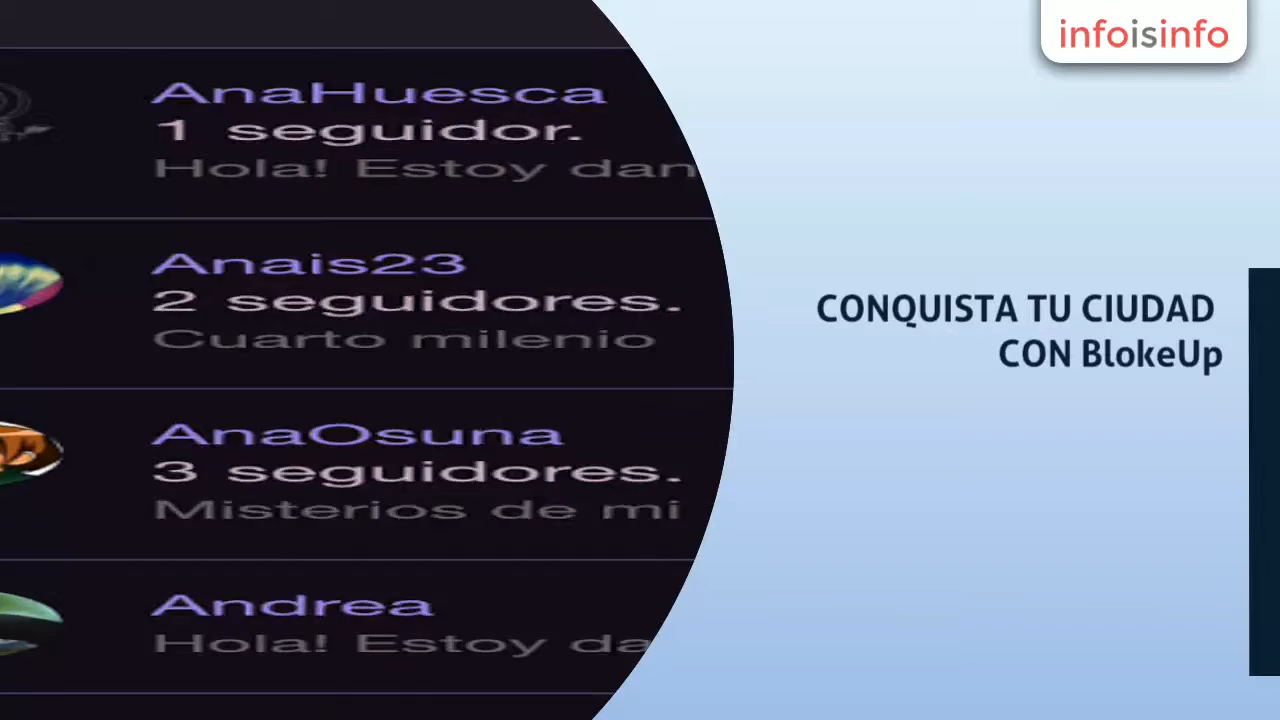 infoisinfo
AnaHuesca
1 seguidor.
Hola! Estoy dan
Anais23
2 seguidores.
Cuarto milenio
AnaOsuna
3 seguidores.
Misterios de mi
Andrea
Hola! Estoy da
CONQUISTA TU CIUDAD
CON BlokeUp